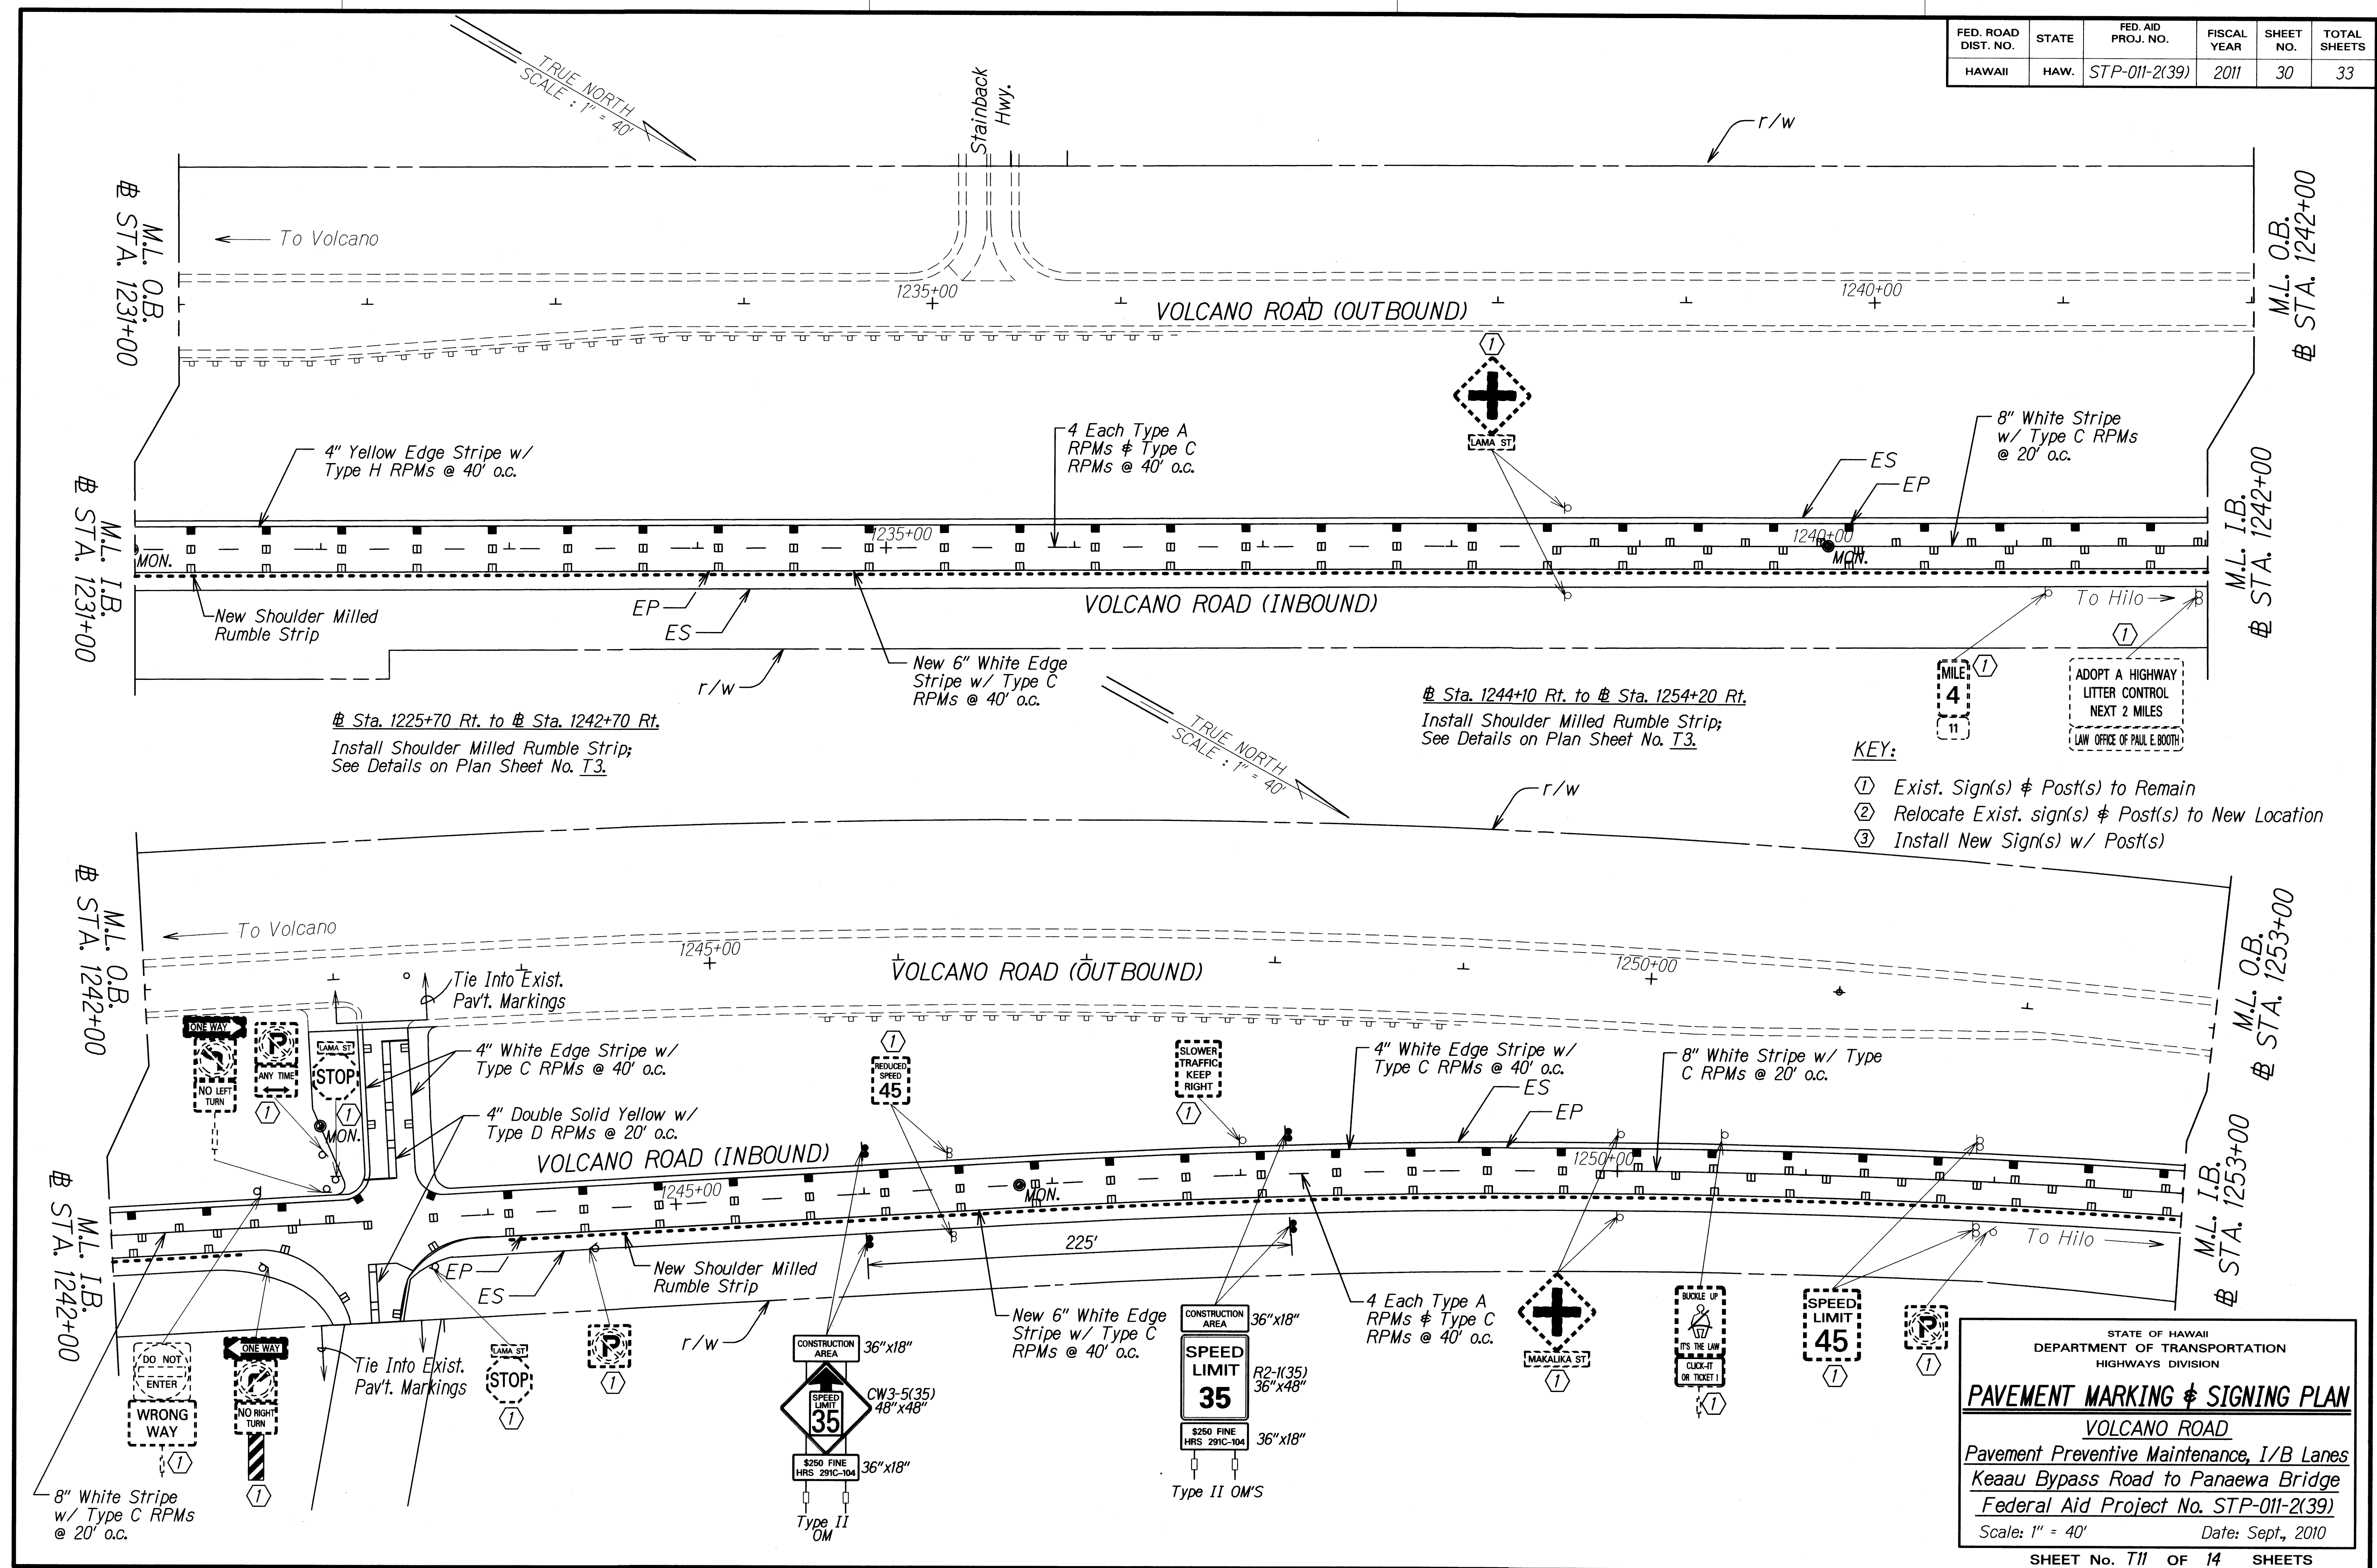 FED. ROAD DIST. NO.
STATE
FED. AID PROJ. NO.
FISCAL YEAR
SHEET NO.
TOTAL SHEETS
HAWAII
HAW.
STP-011-2(39)
2011
30
33
TRUE NORTH
SCALE : 1" = 40'
Stainback
Hwy.
r/w
M.L. O.B.
℄ STA. 1231+00
To Volcano
1235+00
VOLCANO ROAD (OUTBOUND)
1240+00
M.L. O.B.
℄ STA. 1242+00
1
LAMA ST
4" Yellow Edge Stripe w/
Type H RPMs @ 40' o.c.
4 Each Type A
RPMs & Type C
RPMs @ 40' o.c.
8" White Stripe
w/ Type C RPMs
@ 20' o.c.
ES
EP
M.L. I.B.
℄ STA. 1231+00
MON.
1235+00
1240+00
MON.
M.L. I.B.
℄ STA. 1242+00
New Shoulder Milled
Rumble Strip
EP
ES
VOLCANO ROAD (INBOUND)
To Hilo
r/w
New 6" White Edge
Stripe w/ Type C
RPMs @ 40' o.c.
MILE
4
11
1
1
ADOPT A HIGHWAY
LITTER CONTROL
NEXT 2 MILES
LAW OFFICE OF PAUL E. BOOTH
℄ Sta. 1225+70 Rt. to ℄ Sta. 1242+70 Rt.
Install Shoulder Milled Rumble Strip;
See Details on Plan Sheet No. T3.
℄ Sta. 1244+10 Rt. to ℄ Sta. 1254+20 Rt.
Install Shoulder Milled Rumble Strip;
See Details on Plan Sheet No. T3.
TRUE NORTH
SCALE : 1" = 40'
KEY:
1 Exist. Sign(s) & Post(s) to Remain
2 Relocate Exist. sign(s) & Post(s) to New Location
3 Install New Sign(s) w/ Post(s)
r/w
M.L. O.B.
℄ STA. 1242+00
To Volcano
1245+00
VOLCANO ROAD (OUTBOUND)
1250+00
M.L. O.B.
℄ STA. 1253+00
Tie Into Exist.
Pav't. Markings
ONE WAY
NO LEFT
TURN
P
ANY TIME
1
LAMA ST
STOP
1
MON.
4" White Edge Stripe w/
Type C RPMs @ 40' o.c.
4" Double Solid Yellow w/
Type D RPMs @ 20' o.c.
1
REDUCED
SPEED
45
SLOWER
TRAFFIC
KEEP
RIGHT
1
4" White Edge Stripe w/
Type C RPMs @ 40' o.c.
ES
EP
8" White Stripe w/ Type
C RPMs @ 20' o.c.
VOLCANO ROAD (INBOUND)
1245+00
MON.
1250+00
M.L. I.B.
℄ STA. 1242+00
M.L. I.B.
℄ STA. 1253+00
225'
To Hilo
EP
ES
New Shoulder Milled
Rumble Strip
r/w
New 6" White Edge
Stripe w/ Type C
RPMs @ 40' o.c.
4 Each Type A
RPMs & Type C
RPMs @ 40' o.c.
DO NOT
ENTER
WRONG
WAY
1
ONE WAY
NO RIGHT
TURN
1
Tie Into Exist.
Pav't. Markings
LAMA ST
STOP
1
P
1
8" White Stripe
w/ Type C RPMs
@ 20' o.c.
CONSTRUCTION
AREA
36"x18"
SPEED
LIMIT
35
CW3-5(35)
48"x48"
$250 FINE
HRS 291C-104
36"x18"
Type II
OM
CONSTRUCTION
AREA
36"x18"
SPEED
LIMIT
35
R2-1(35)
36"x48"
$250 FINE
HRS 291C-104
36"x18"
Type II OM'S
MAKALIKA ST
1
BUCKLE UP
IT'S THE LAW
CLICK-IT
OR TICKET !
1
SPEED
LIMIT
45
1
P
1
STATE OF HAWAII
DEPARTMENT OF TRANSPORTATION
HIGHWAYS DIVISION
PAVEMENT MARKING & SIGNING PLAN
VOLCANO ROAD
Pavement Preventive Maintenance, I/B Lanes
Keaau Bypass Road to Panaewa Bridge
Federal Aid Project No. STP-011-2(39)
Scale: 1" = 40'
Date: Sept., 2010
SHEET No. T11 OF 14 SHEETS